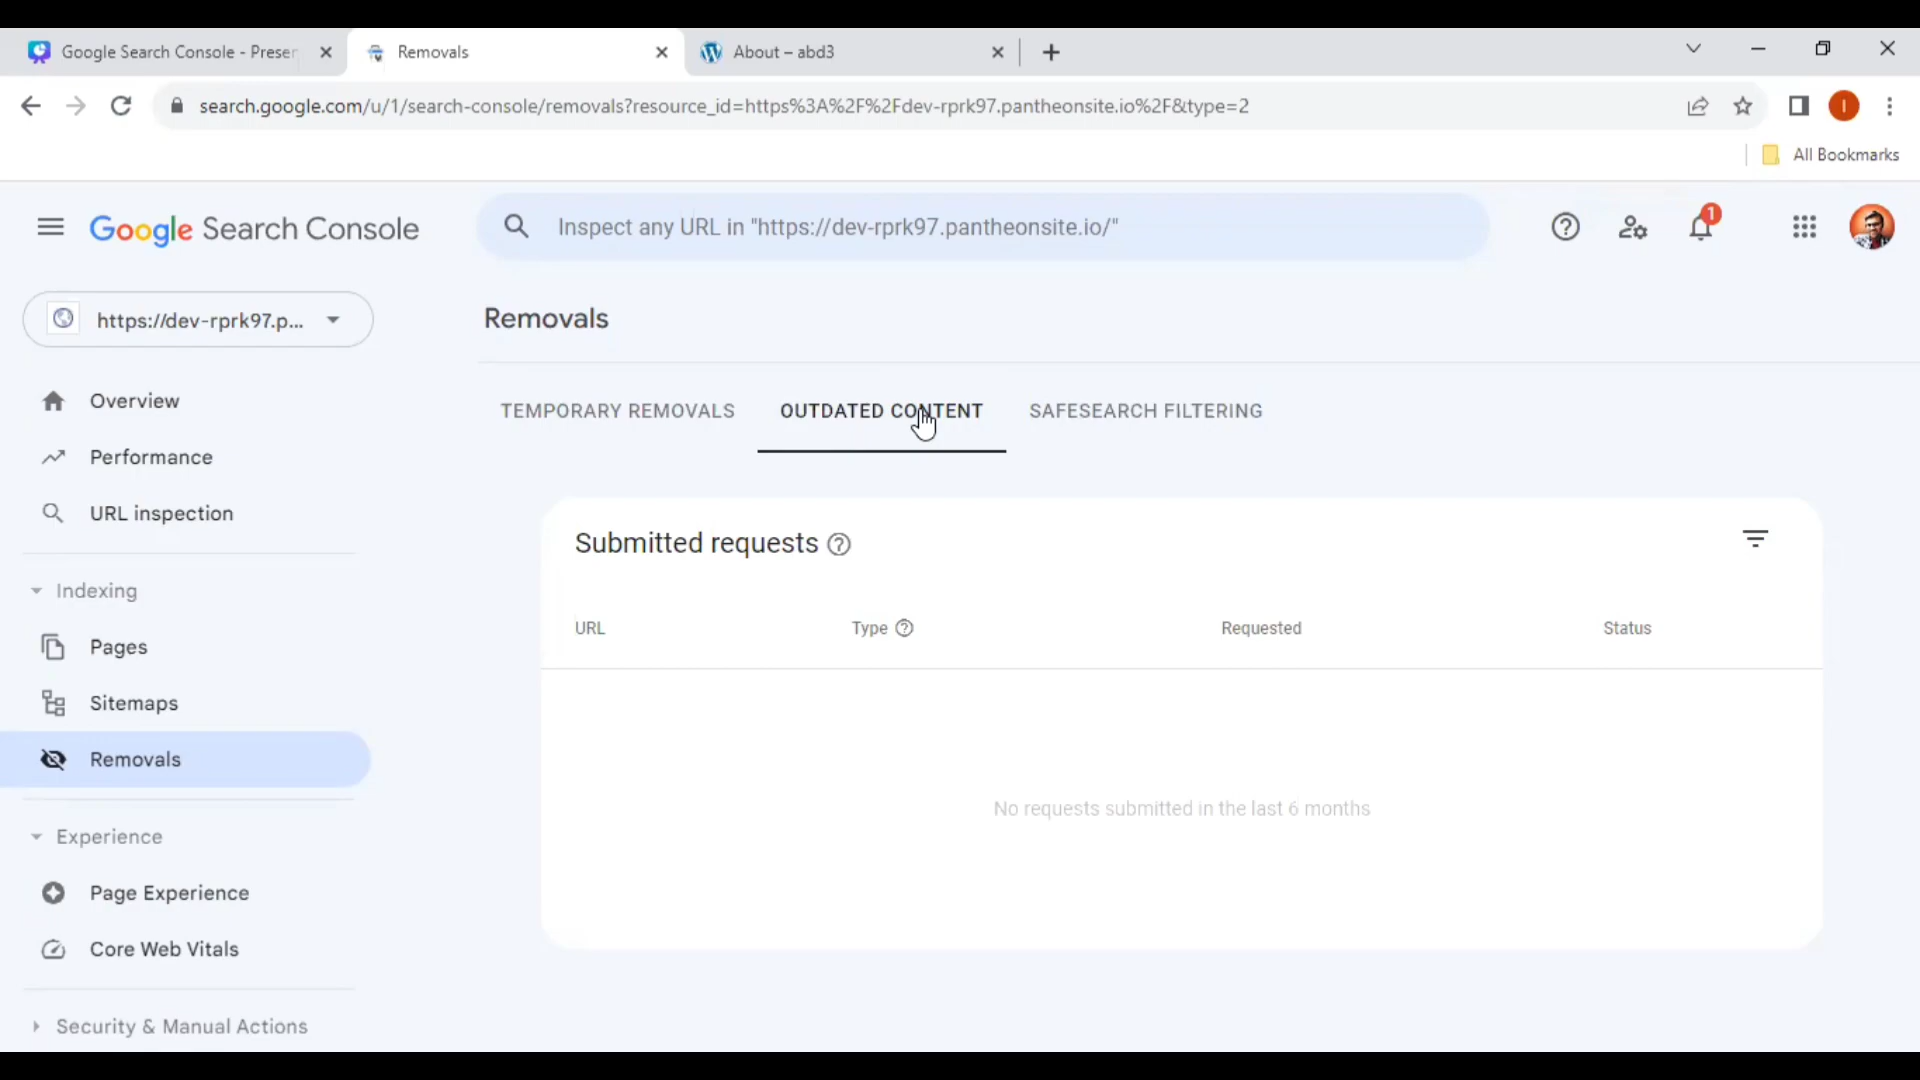 Google Search Console - Presen
Removals
About – abd3
search.google.com/u/1/search-console/removals?resource_id=https%3A%2F%2Fdev-rprk97.pantheonsite.io%2F&type=2
I
All Bookmarks
Google Search Console
Inspect any URL in "https://dev-rprk97.pantheonsite.io/"
1
https://dev-rprk97.p...
Removals
TEMPORARY REMOVALS
OUTDATED CONTENT
SAFESEARCH FILTERING
Overview
Performance
URL inspection
Indexing
Pages
Sitemaps
Removals
Experience
Page Experience
Core Web Vitals
Security & Manual Actions
Submitted requests
URL
Type
Requested
Status
No requests submitted in the last 6 months